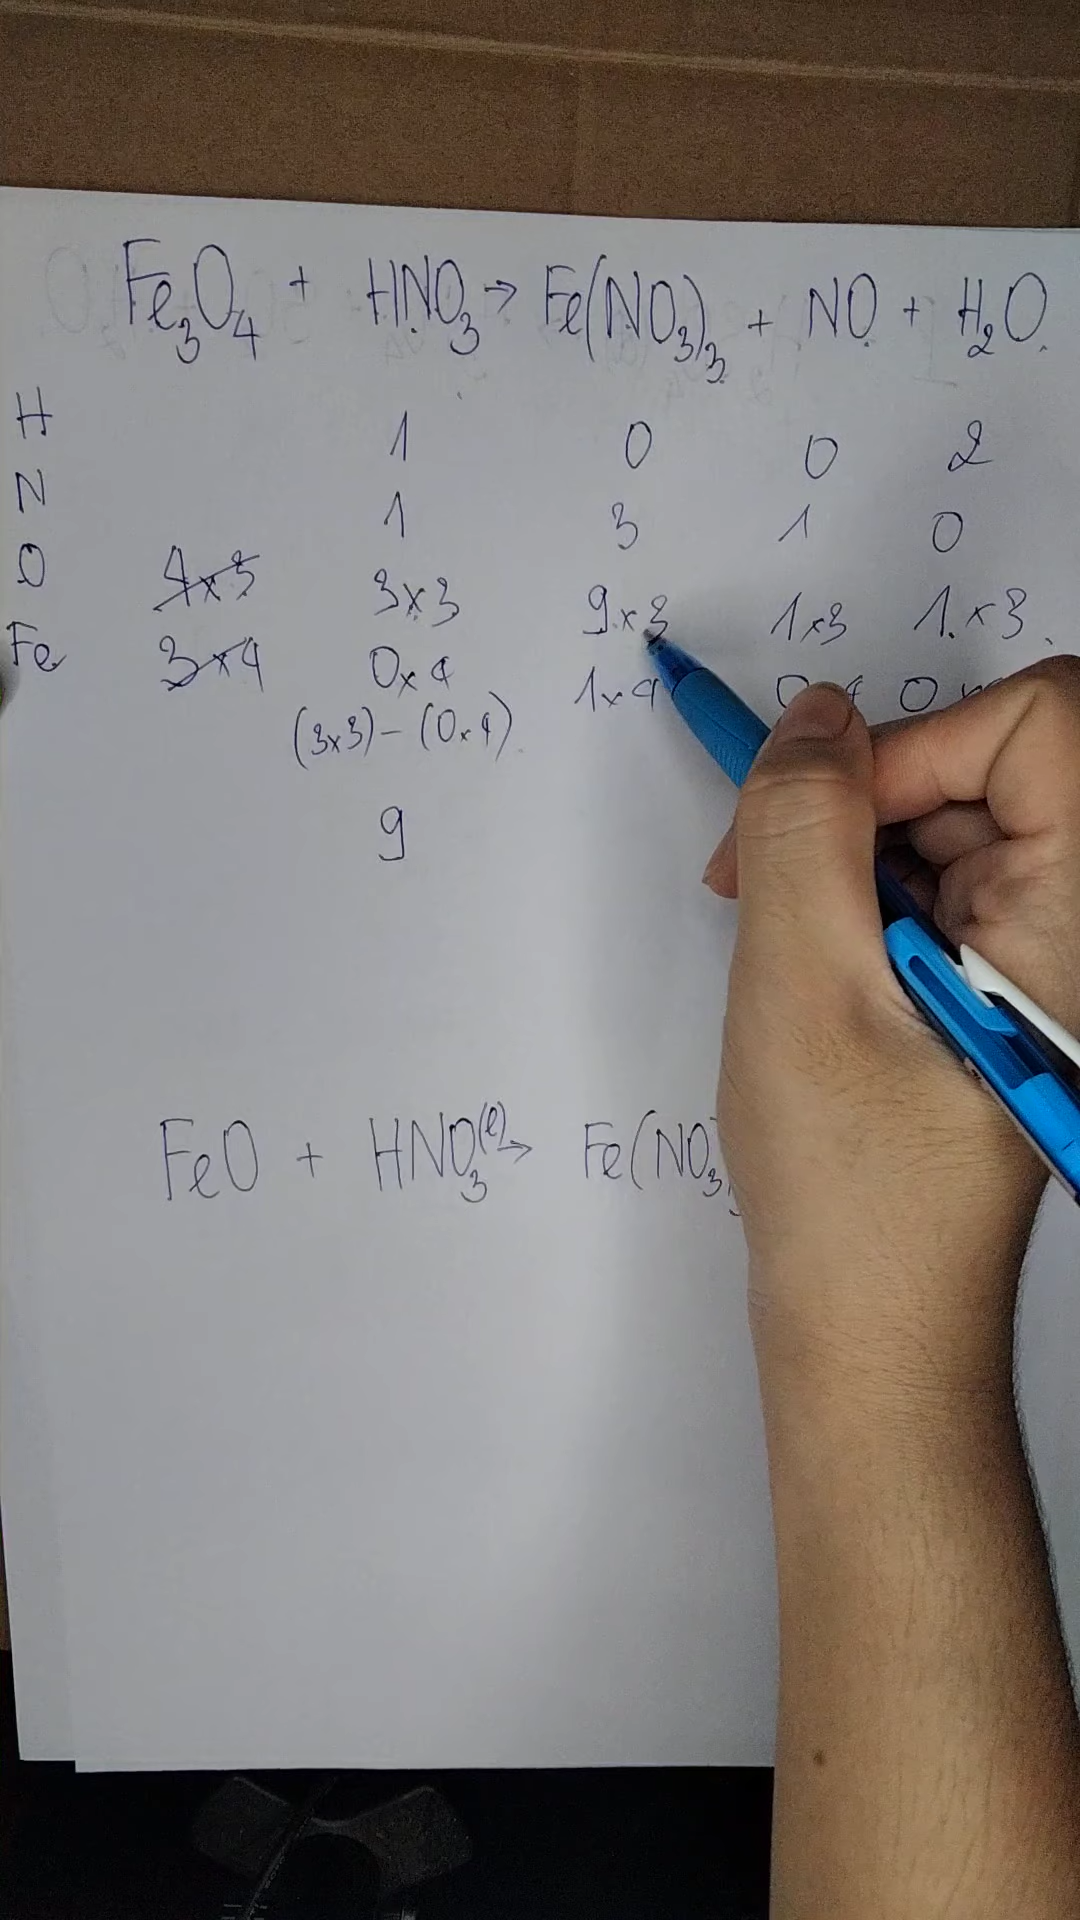 Fe₃O₄ + HNO₃ → Fe(NO₃)₃ + NO + H₂O
H 1 0 0 2
N 1 3 1 0
O 4x3 3x3 9x3 1x3 1x3
Fe 3x4 0x4 1x4 0
(3x3) - (0x4)
9
FeO + HNO₃(l) → Fe(NO₃